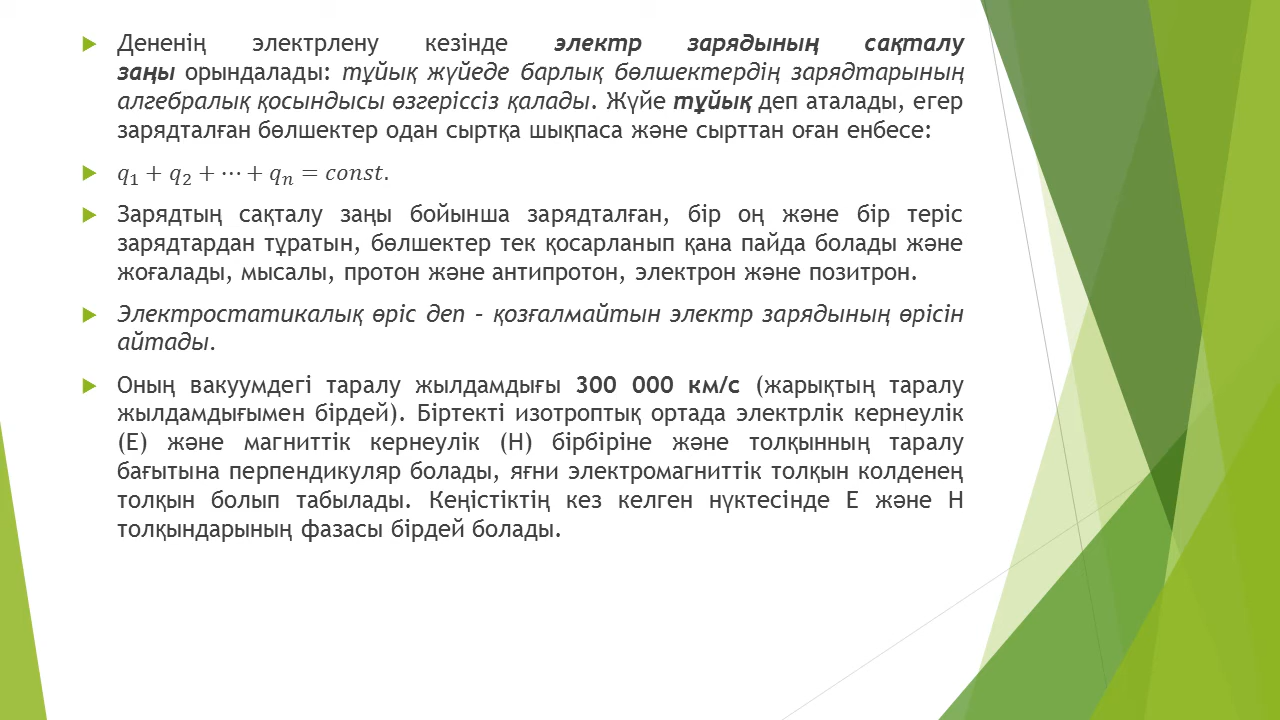 Дененің электрлену кезінде электр зарядының сақталу
заңы орындалады: тұйық жүйеде барлық бөлшектердің зарядтарының
алгебралық қосындысы өзгеріссіз қалады. Жүйе тұйық деп аталады, егер
зарядталған бөлшектер одан сыртқа шықпаса және сырттан оған енбесе:
q₁ + q₂ + ⋯ + qₙ = const.
Зарядтың сақталу заңы бойынша зарядталған, бір оң және бір теріс
зарядтардан тұратын, бөлшектер тек қосарланып қана пайда болады және
жоғалады, мысалы, протон және антипротон, электрон және позитрон.
Электростатикалық өріс деп – қозғалмайтын электр зарядының өрісін
айтады.
Оның вакуумдегі таралу жылдамдығы 300 000 км/с (жарықтың таралу
жылдамдығымен бірдей). Біртекті изотроптық ортада электрлік кернеулік
(Е) және магниттік кернеулік (Н) бірбіріне және толқынның таралу
бағытына перпендикуляр болады, яғни электромагниттік толқын колденең
толқын болып табылады. Кеңістіктің кез келген нүктесінде Е және Н
толқындарының фазасы бірдей болады.